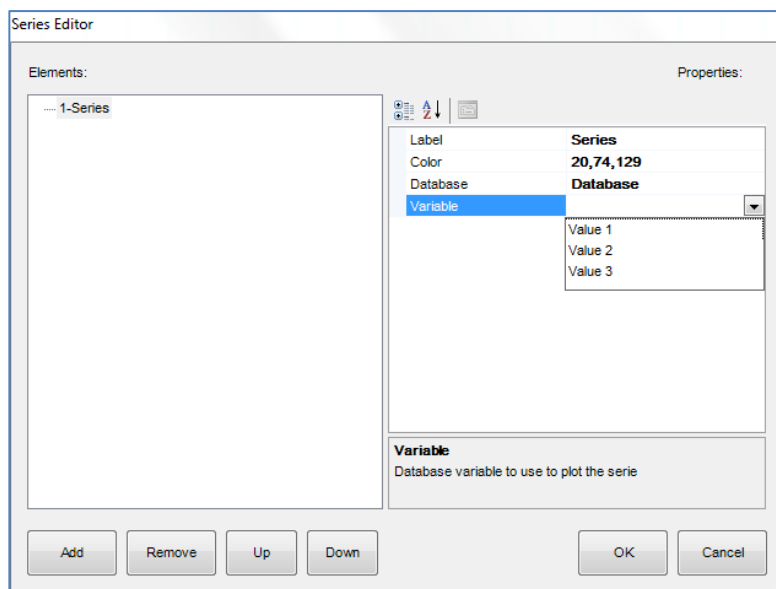 Series Editor
Elements:
Properties:
1-Series
A
Z
Label Series
Color 20,74,129
Database Database
Variable
Value 1
Value 2
Value 3
Variable
Database variable to use to plot the serie
Add Remove Up Down OK Cancel